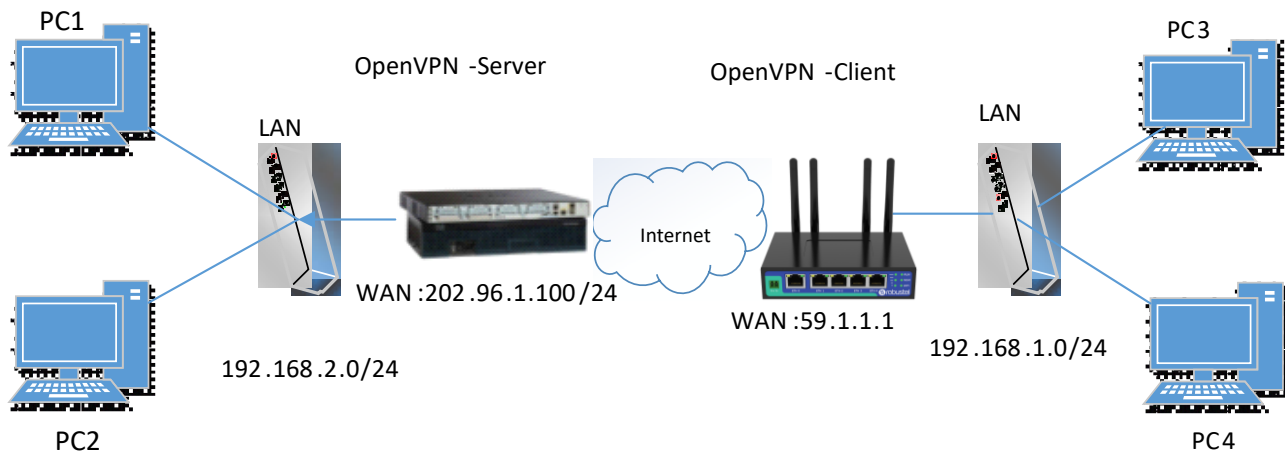 PC1
PC3
OpenVPN -Server
OpenVPN -Client
LAN
LAN
Internet
WAN :202.96.1.100/24
WAN :59.1.1.1
192.168.2.0/24
192.168.1.0/24
robustel
PC2
PC4